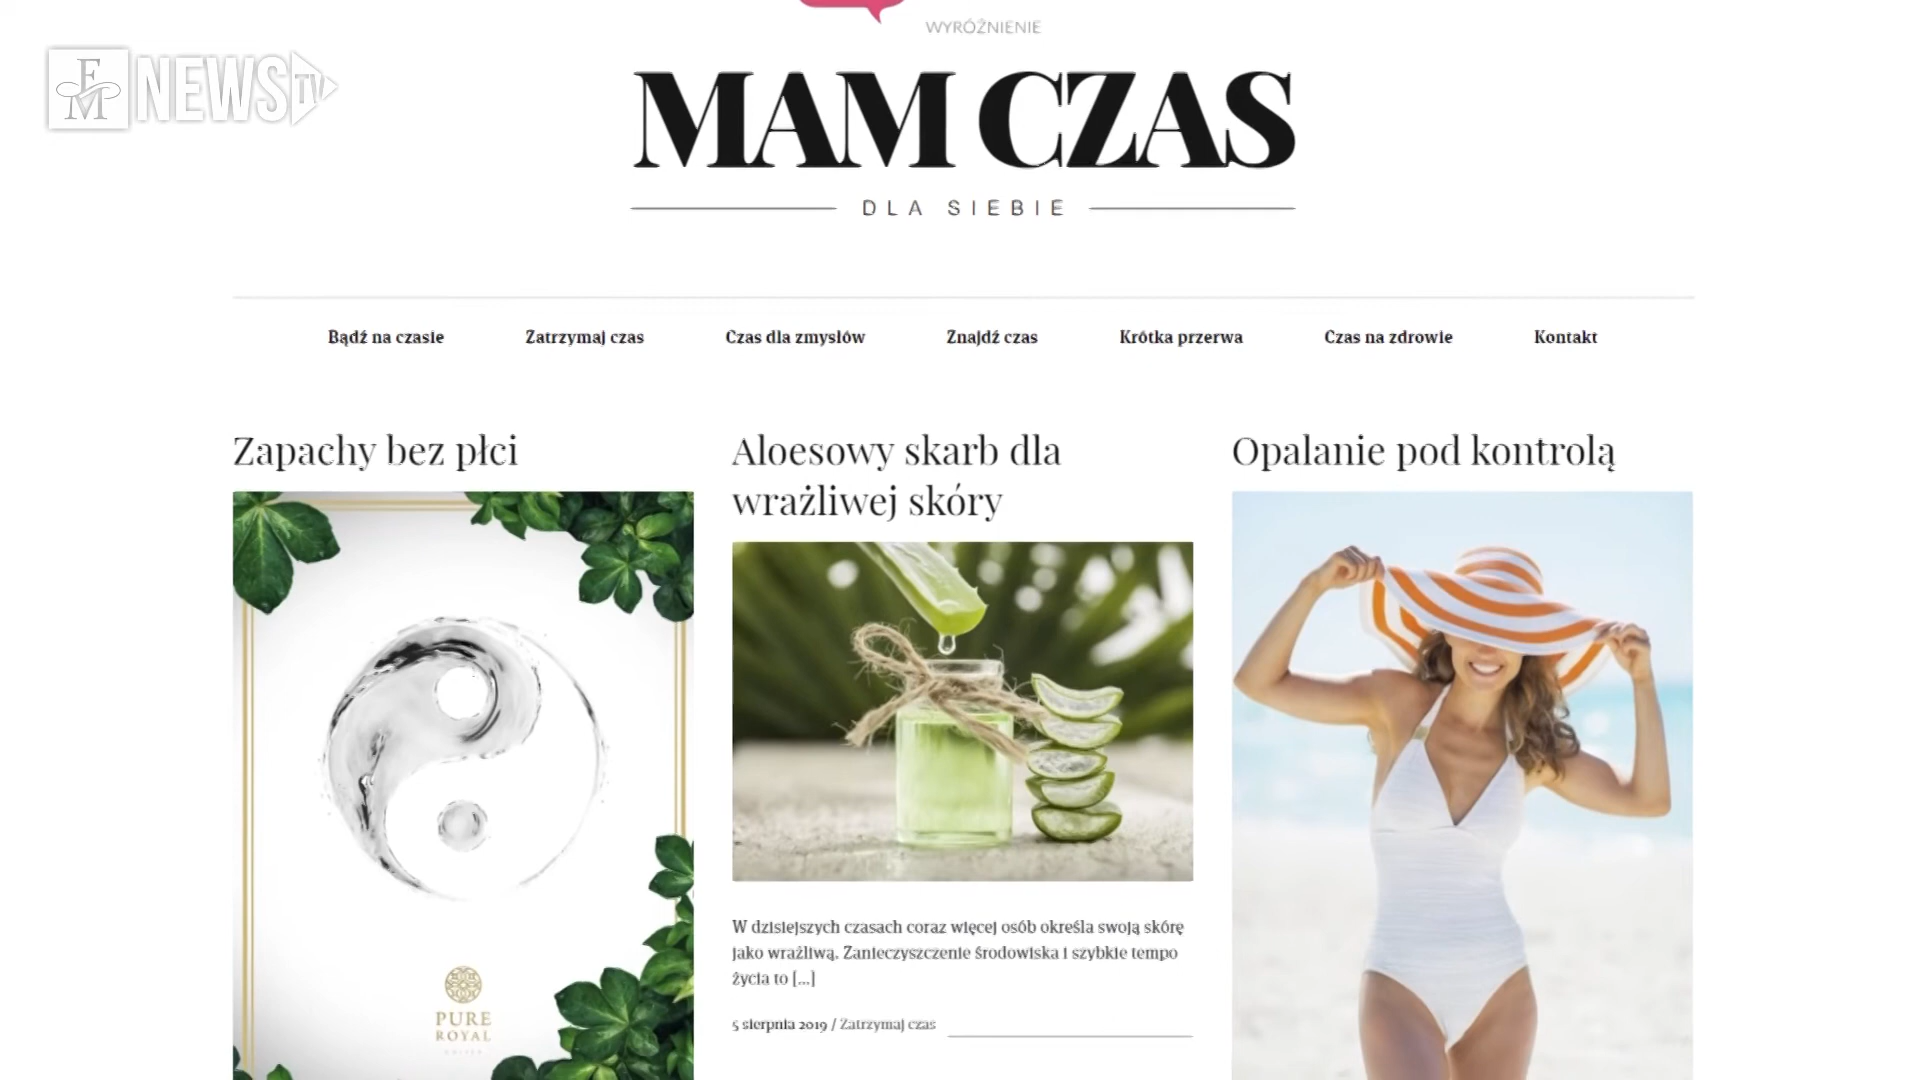 WYRÓŻNIENIE
FM NEWS TV
MAM CZAS
DLA SIEBIE
Bądź na czasie
Zatrzymaj czas
Czas dla zmysłów
Znajdź czas
Krótka przerwa
Czas na zdrowie
Kontakt
Zapachy bez płci
PURE
ROYAL
UNISEX
Aloesowy skarb dla
wrażliwej skóry
W dzisiejszych czasach coraz więcej osób określa swoją skórę
jako wrażliwą. Zanieczyszczenie środowiska i szybkie tempo
życia to [...]
5 sierpnia 2019 / Zatrzymaj czas
Opalanie pod kontrolą